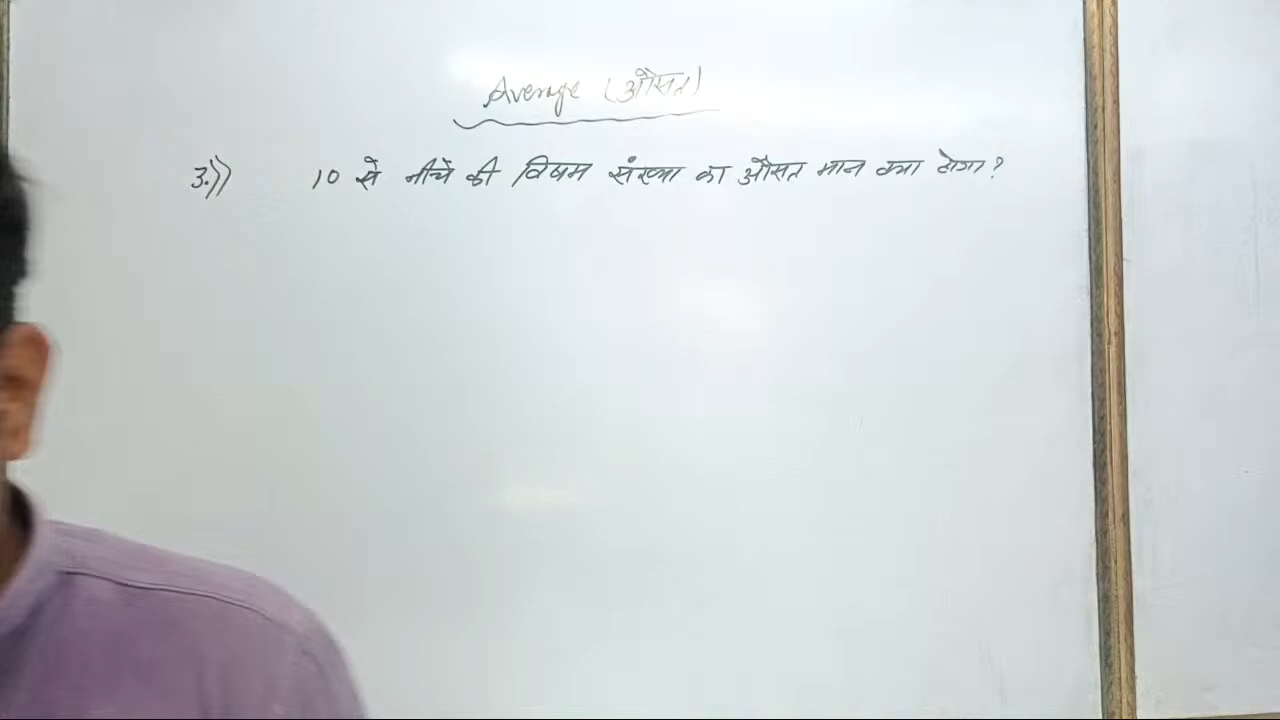 Average (औसत)
3.)) 10 से नीचे की विषम संख्या का औसत मान क्या होगा?